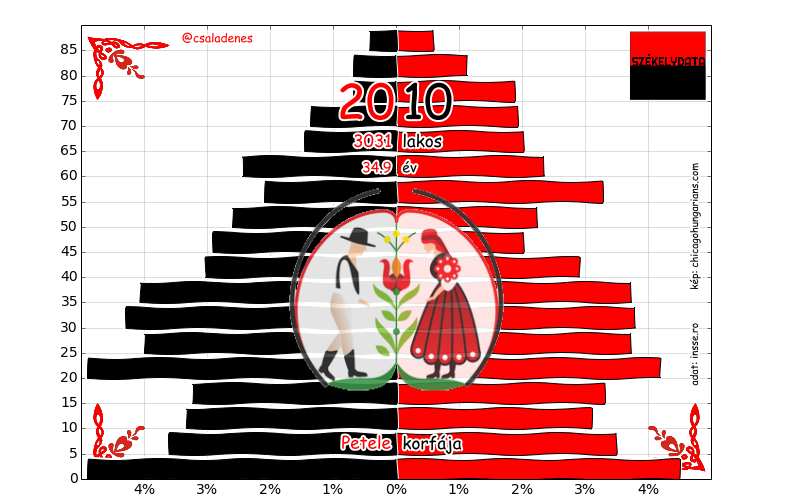 @csaladenes
SZÉKELYDATA
2010
3031 lakos
34.9 év
kép: chicagohungarians.com
adat: insse.ro
Petele korfája
85
80
75
70
65
60
55
50
45
40
35
30
25
20
15
10
5
0
4% 3% 2% 1% 0% 1% 2% 3% 4%